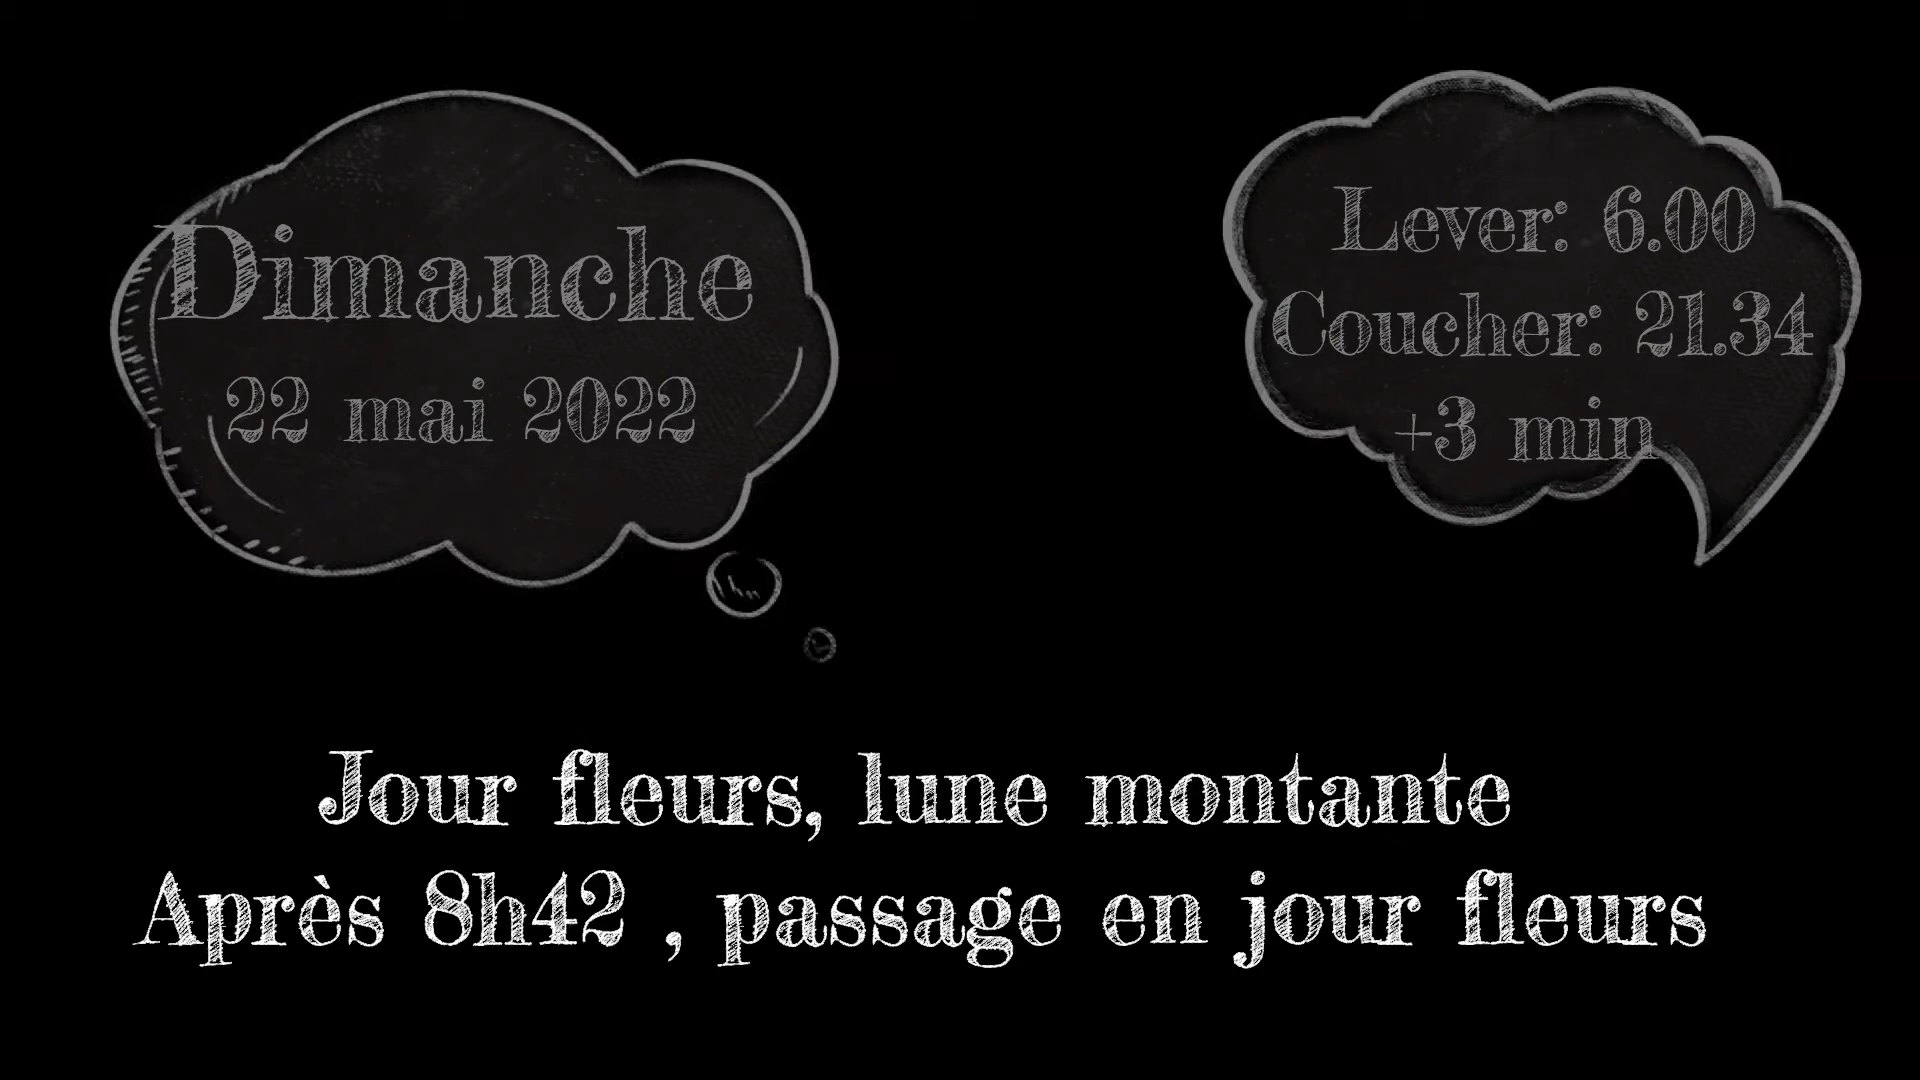 Dimanche
22 mai 2022
Lever: 6.00
Coucher: 21.34
+3 min
Jour fleurs, lune montante
Après 8h42 , passage en jour fleurs